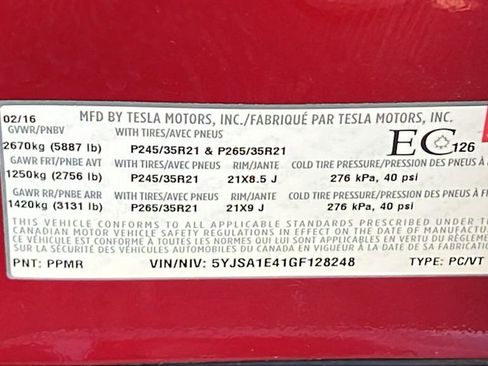 02/16 MFD BY TESLA MOTORS, INC./FABRIQUÉ PAR TESLA MOTORS, INC.
GVWR/PNBV WITH TIRES/AVEC PNEUS
2670kg (5887 lb) P245/35R21 & P265/35R21 EC 126
GAWR FRT/PNBE AVT WITH TIRES/AVEC PNEUS RIM/JANTE COLD TIRE PRESSURE/PRESSION DES PNEUS À
1250kg (2756 lb) P245/35R21 21X8.5 J 276 kPa, 40 psi
GAWR RR/PNBE ARR WITH TIRES/AVEC PNEUS RIM/JANTE COLD TIRE PRESSURE/PRESSION DES PNEUS À
1420kg (3131 lb) P265/35R21 21X9 J 276 kPa, 40 psi
THIS VEHICLE CONFORMS TO ALL APPLICABLE STANDARDS PRESCRIBED UNDER
CANADIAN MOTOR VEHICLE SAFETY REGULATIONS IN EFFECT ON THE DATE OF MANUFACTU
CE VÉHICULE EST CONFORME À TOUTES LES NORMES QUI LUI SONT APPLICABLES EN VERTU DU RÈGLEME
SUR LA SÉCURITÉ DES VÉHICULES AUTOMOBILES DU CANADA EN VIGUEUR À LA DATE DE SA FABRICATION
PNT: PPMR VIN/NIV: 5YJSA1E41GF128248 TYPE: PC/VT